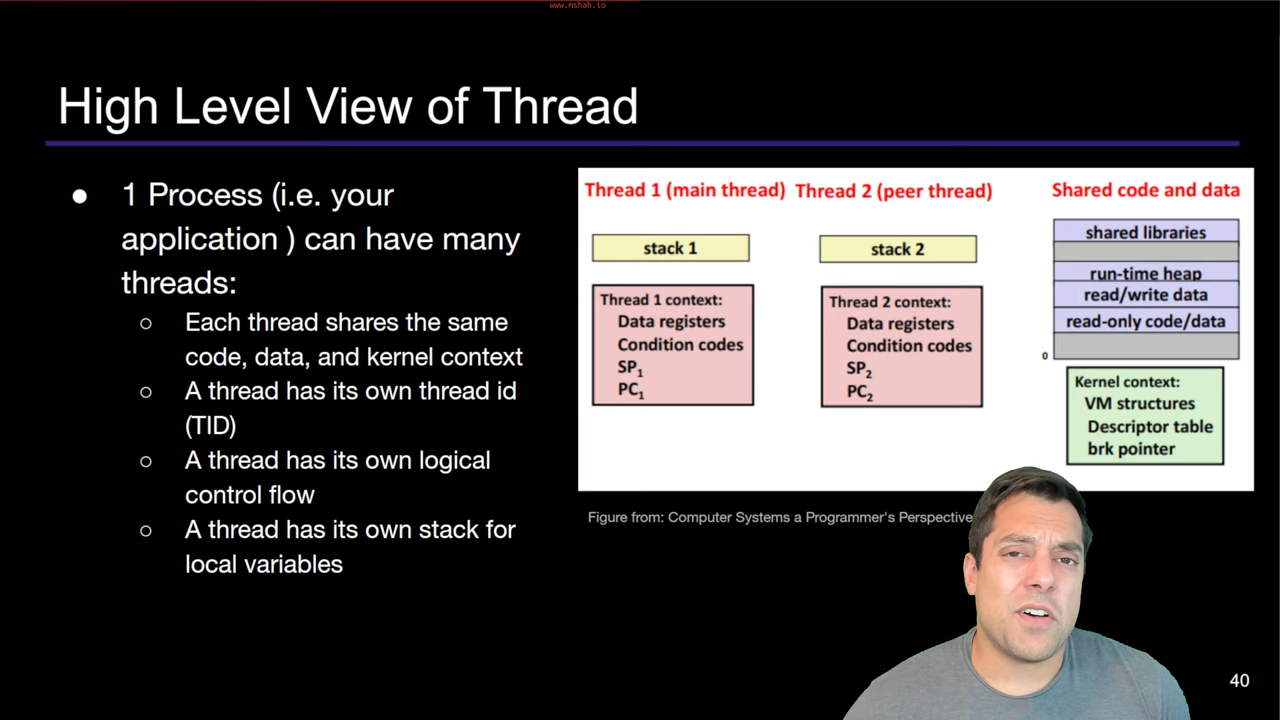 www.mshah.io
High Level View of Thread
● 1 Process (i.e. your
application ) can have many
threads:
○ Each thread shares the same
code, data, and kernel context
○ A thread has its own thread id
(TID)
○ A thread has its own logical
control flow
○ A thread has its own stack for
local variables
Thread 1 (main thread)
stack 1
Thread 1 context:
Data registers
Condition codes
SP1
PC1
Thread 2 (peer thread)
stack 2
Thread 2 context:
Data registers
Condition codes
SP2
PC2
Shared code and data
shared libraries
run-time heap
read/write data
read-only code/data
0
Kernel context:
VM structures
Descriptor table
brk pointer
Figure from: Computer Systems a Programmer's Perspective
40